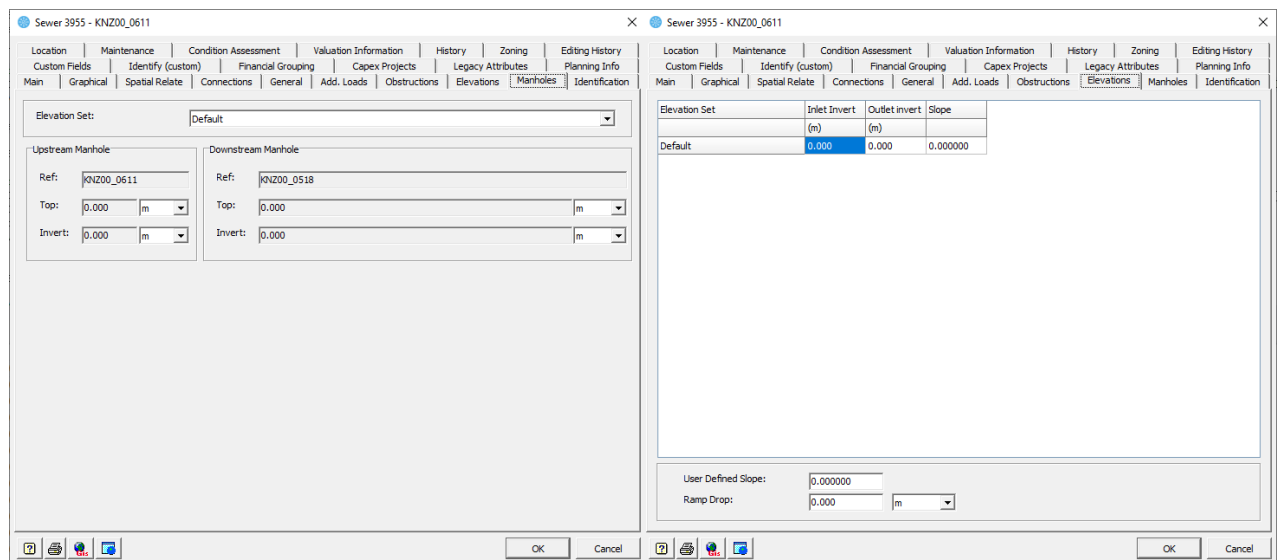 Sewer 3955 - KNZ00_0611
Location Maintenance Condition Assessment Valuation Information History Zoning Editing History
Custom Fields Identify (custom) Financial Grouping Capex Projects Legacy Attributes Planning Info
Main Graphical Spatial Relate Connections General Add. Loads Obstructions Elevations Manholes Identification
Elevation Set: Default
Upstream Manhole
Ref: KNZ00_0611
Top: 0.000 m
Invert: 0.000 m
Downstream Manhole
Ref: KNZ00_0518
Top: 0.000 m
Invert: 0.000 m
Gis
OK Cancel
Sewer 3955 - KNZ00_0611
Location Maintenance Condition Assessment Valuation Information History Zoning Editing History
Custom Fields Identify (custom) Financial Grouping Capex Projects Legacy Attributes Planning Info
Main Graphical Spatial Relate Connections General Add. Loads Obstructions Elevations Manholes Identification
Elevation Set Inlet Invert Outlet invert Slope
(m) (m)
Default 0.000 0.000 0.000000
User Defined Slope: 0.000000
Ramp Drop: 0.000 m
Gis
OK Cancel